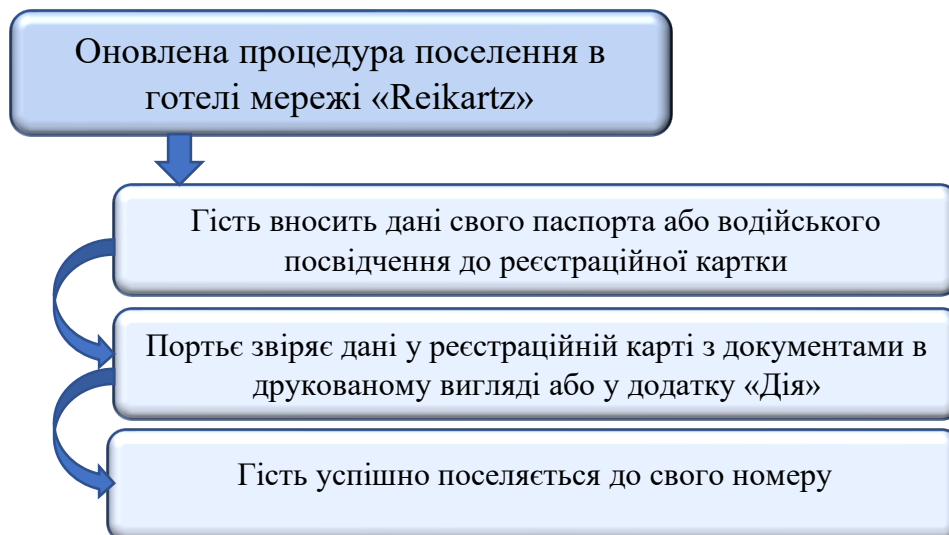 Оновлена процедура поселення в
готелі мережі «Reikartz»
Гість вносить дані свого паспорта або водійського
посвідчення до реєстраційної картки
Портьє звіряє дані у реєстраційній карті з документами в
друкованому вигляді або у додатку «Дія»
Гість успішно поселяється до свого номеру